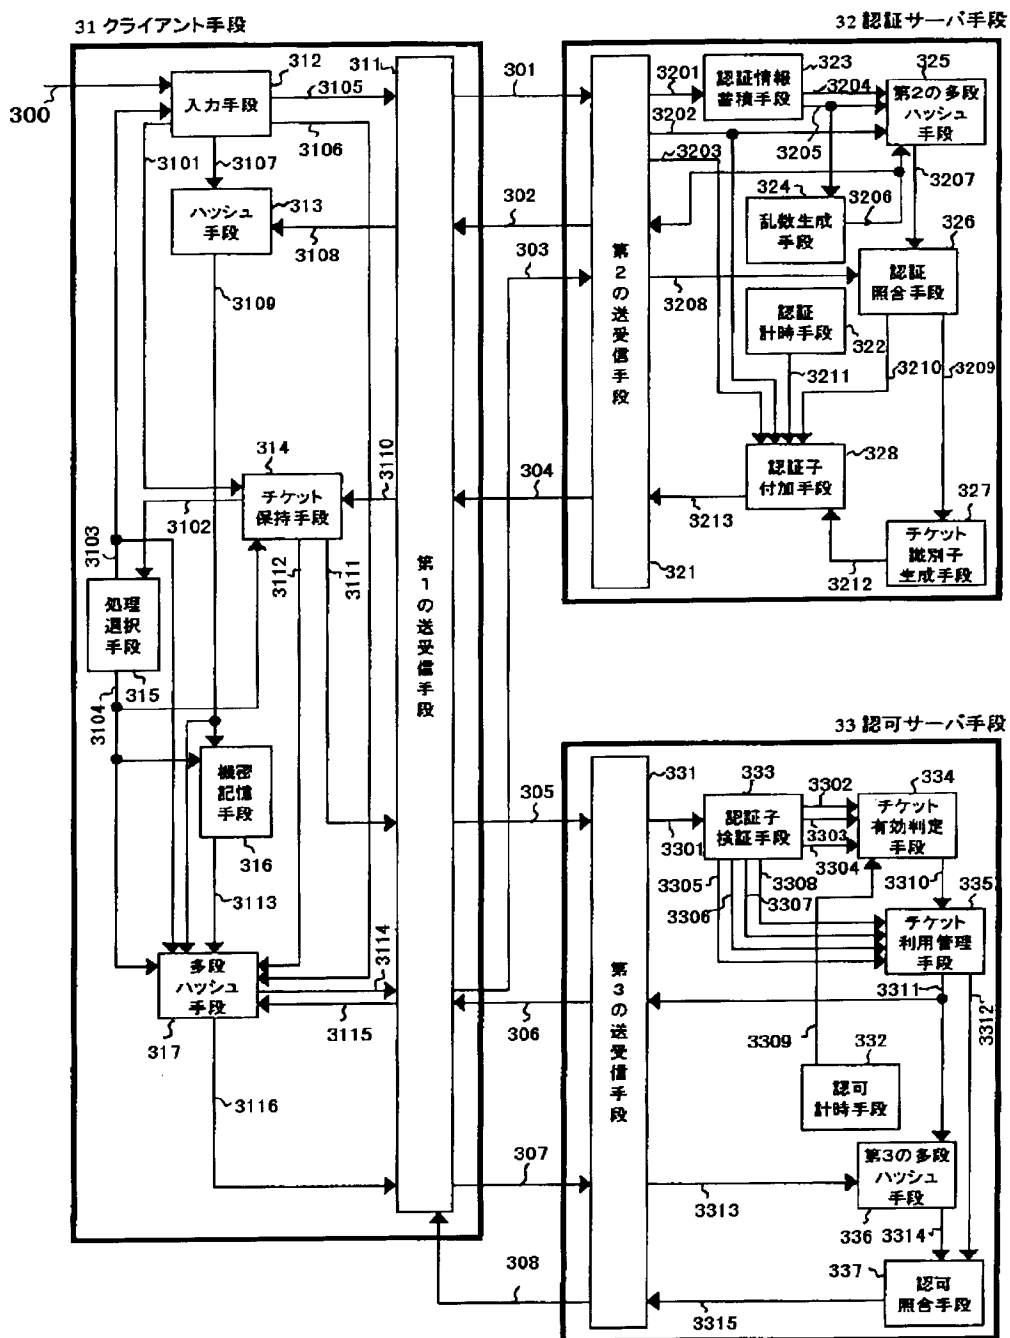 31 クライアント手段
300
312
入力手段
3105
3106
3101
3107
313
ハッシュ
手段
3108
3109
311
第1の送受信手段
314
チケット
保持手段
3110
3102
3103
3112
3111
処理
選択
手段
315
3104
機密
記憶
手段
316
3113
多段
ハッシュ
手段
317
3114
3115
3116
301
302
303
304
305
306
307
308
32 認証サーバ手段
第2の送受信手段
321
3201
3202
3203
323
認証情報
蓄積手段
3204
3205
325
第2の多段
ハッシュ
手段
324
乱数生成
手段
3206
3207
326
認証
照合手段
3208
認証
計時手段
322
3211
3210
3209
認証子
付加手段
328
3213
327
チケット
識別子
生成手段
3212
33 認可サーバ手段
331
第3の送受信手段
333
認証子
検証手段
3301
3302
3303
3304
334
チケット
有効判定
手段
3305
3306
3308
3307
3310
335
チケット
利用管理
手段
3311
3312
3309
332
認可
計時手段
第3の多段
ハッシュ
手段
3313
336
3314
337
認可
照合手段
3315